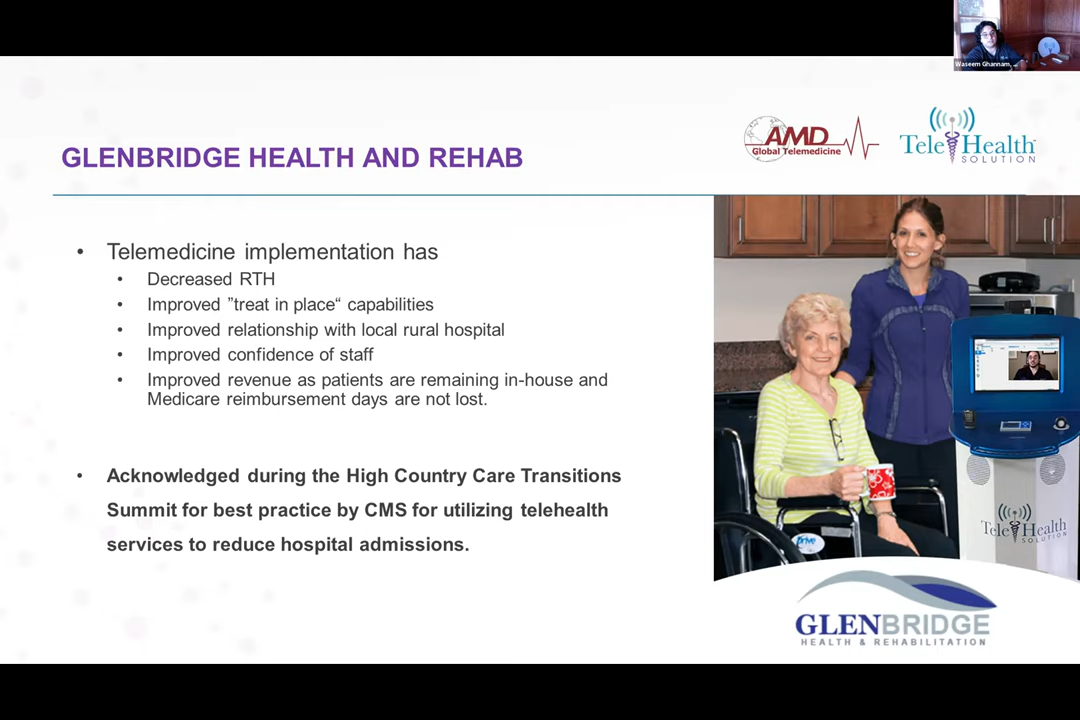 Waseem Ghannam, ...
AMD
Global Telemedicine
TeleHealth
SOLUTION
GLENBRIDGE HEALTH AND REHAB
• Telemedicine implementation has
• Decreased RTH
• Improved ”treat in place“ capabilities
• Improved relationship with local rural hospital
• Improved confidence of staff
• Improved revenue as patients are remaining in-house and
Medicare reimbursement days are not lost.
• Acknowledged during the High Country Care Transitions
Summit for best practice by CMS for utilizing telehealth
services to reduce hospital admissions.
drive
TeleHealth
SOLUTION
GLENBRIDGE
HEALTH & REHABILITATION